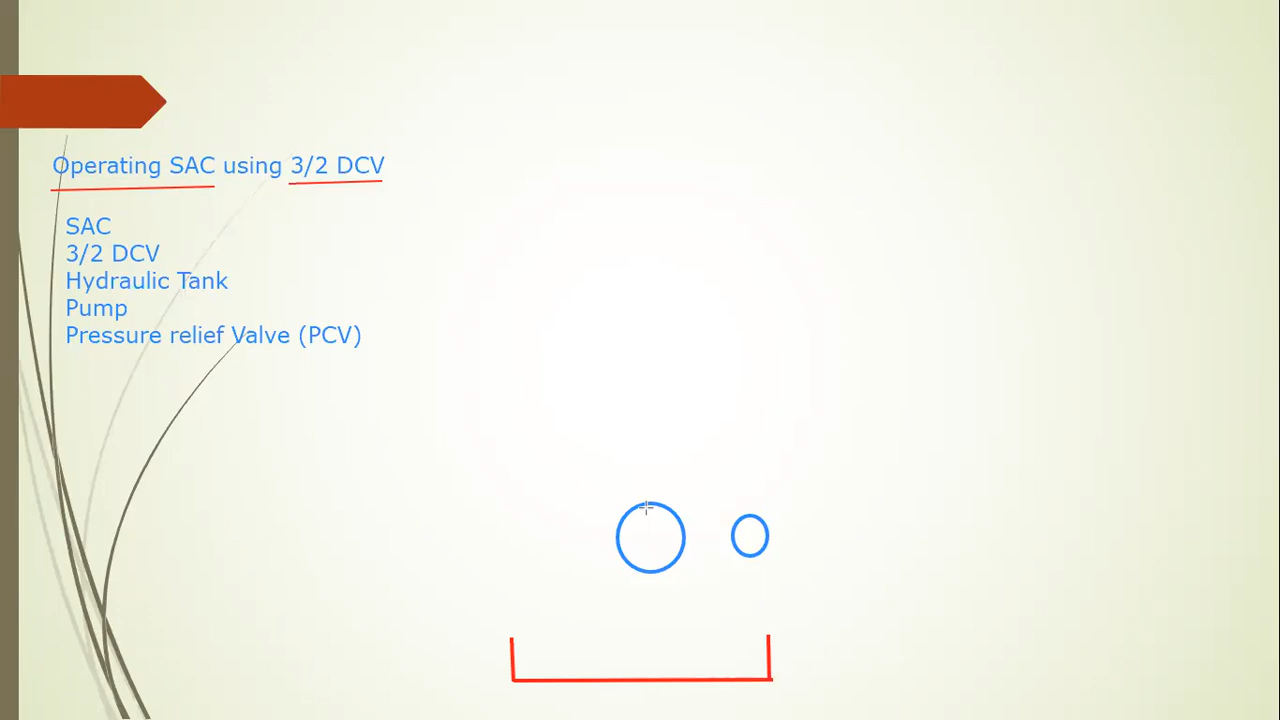 Operating SAC using 3/2 DCV
SAC
3/2 DCV
Hydraulic Tank
Pump
Pressure relief Valve (PCV)